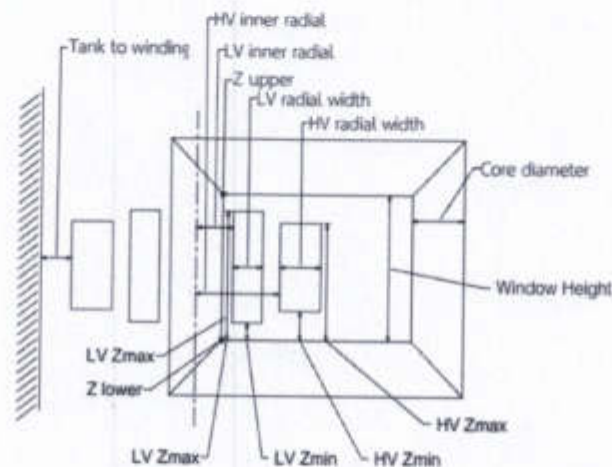 HV inner radial
Tank to winding
LV inner radial
Z upper
LV radial width
HV radial width
Core diameter
Window Height
LV Zmax
Z lower
HV Zmax
LV Zmax
LV Zmin
HV Zmin